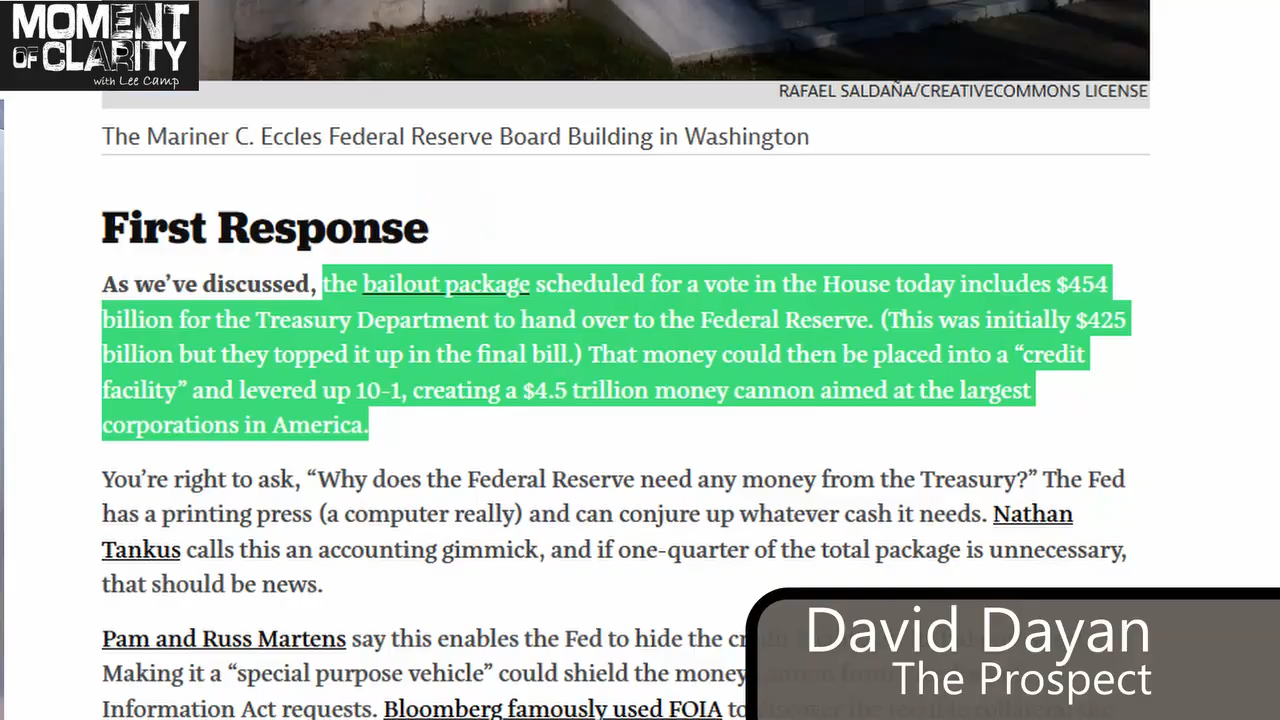 MOMENT
OF CLARITY
with Lee Camp
RAFAEL SALDAÑA/CREATIVECOMMONS LICENSE
The Mariner C. Eccles Federal Reserve Board Building in Washington
First Response
As we’ve discussed, the bailout package scheduled for a vote in the House today includes $454
billion for the Treasury Department to hand over to the Federal Reserve. (This was initially $425
billion but they topped it up in the final bill.) That money could then be placed into a “credit
facility” and levered up 10-1, creating a $4.5 trillion money cannon aimed at the largest
corporations in America.
You’re right to ask, “Why does the Federal Reserve need any money from the Treasury?” The Fed
has a printing press (a computer really) and can conjure up whatever cash it needs. Nathan
Tankus calls this an accounting gimmick, and if one-quarter of the total package is unnecessary,
that should be news.
Pam and Russ Martens say this enables the Fed to hide the
Making it a “special purpose vehicle” could shield the money
Information Act requests. Bloomberg famously used FOIA to
David Dayan
The Prospect